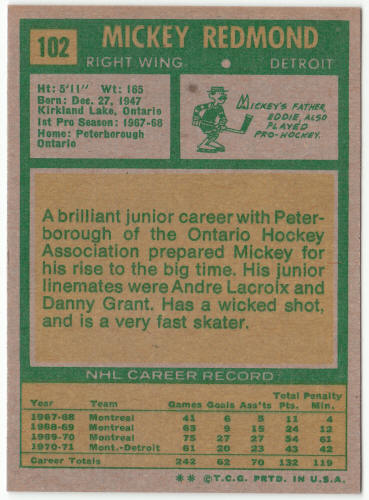 102 MICKEY REDMOND
RIGHT WING • DETROIT
Ht: 5'11" Wt: 165
Born: Dec. 27, 1947
Kirkland Lake, Ontario
1st Pro Season: 1967-68
Home: Peterborough
Ontario
MICKEY'S FATHER,
EDDIE, ALSO
PLAYED
PRO-HOCKEY.
A brilliant junior career with Peter-
borough of the Ontario Hockey
Association prepared Mickey for
his rise to the big time. His junior
linemates were Andre Lacroix and
Danny Grant. Has a wicked shot,
and is a very fast skater.
NHL CAREER RECORD
Total Penalty
Year Team Games Goals Ass'ts Pts. Min.
1967-68 Montreal 41 6 5 11 4
1968-69 Montreal 65 9 15 24 12
1969-70 Montreal 75 27 27 54 61
1970-71 Mont.-Detroit 61 20 23 43 42
Career Totals 242 62 70 132 119
** © T.C.G. PRTD. IN U.S.A.